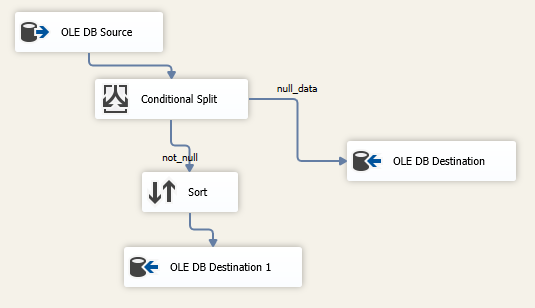 OLE DB Source
Conditional Split
null_data
not_null
OLE DB Destination
Sort
OLE DB Destination 1